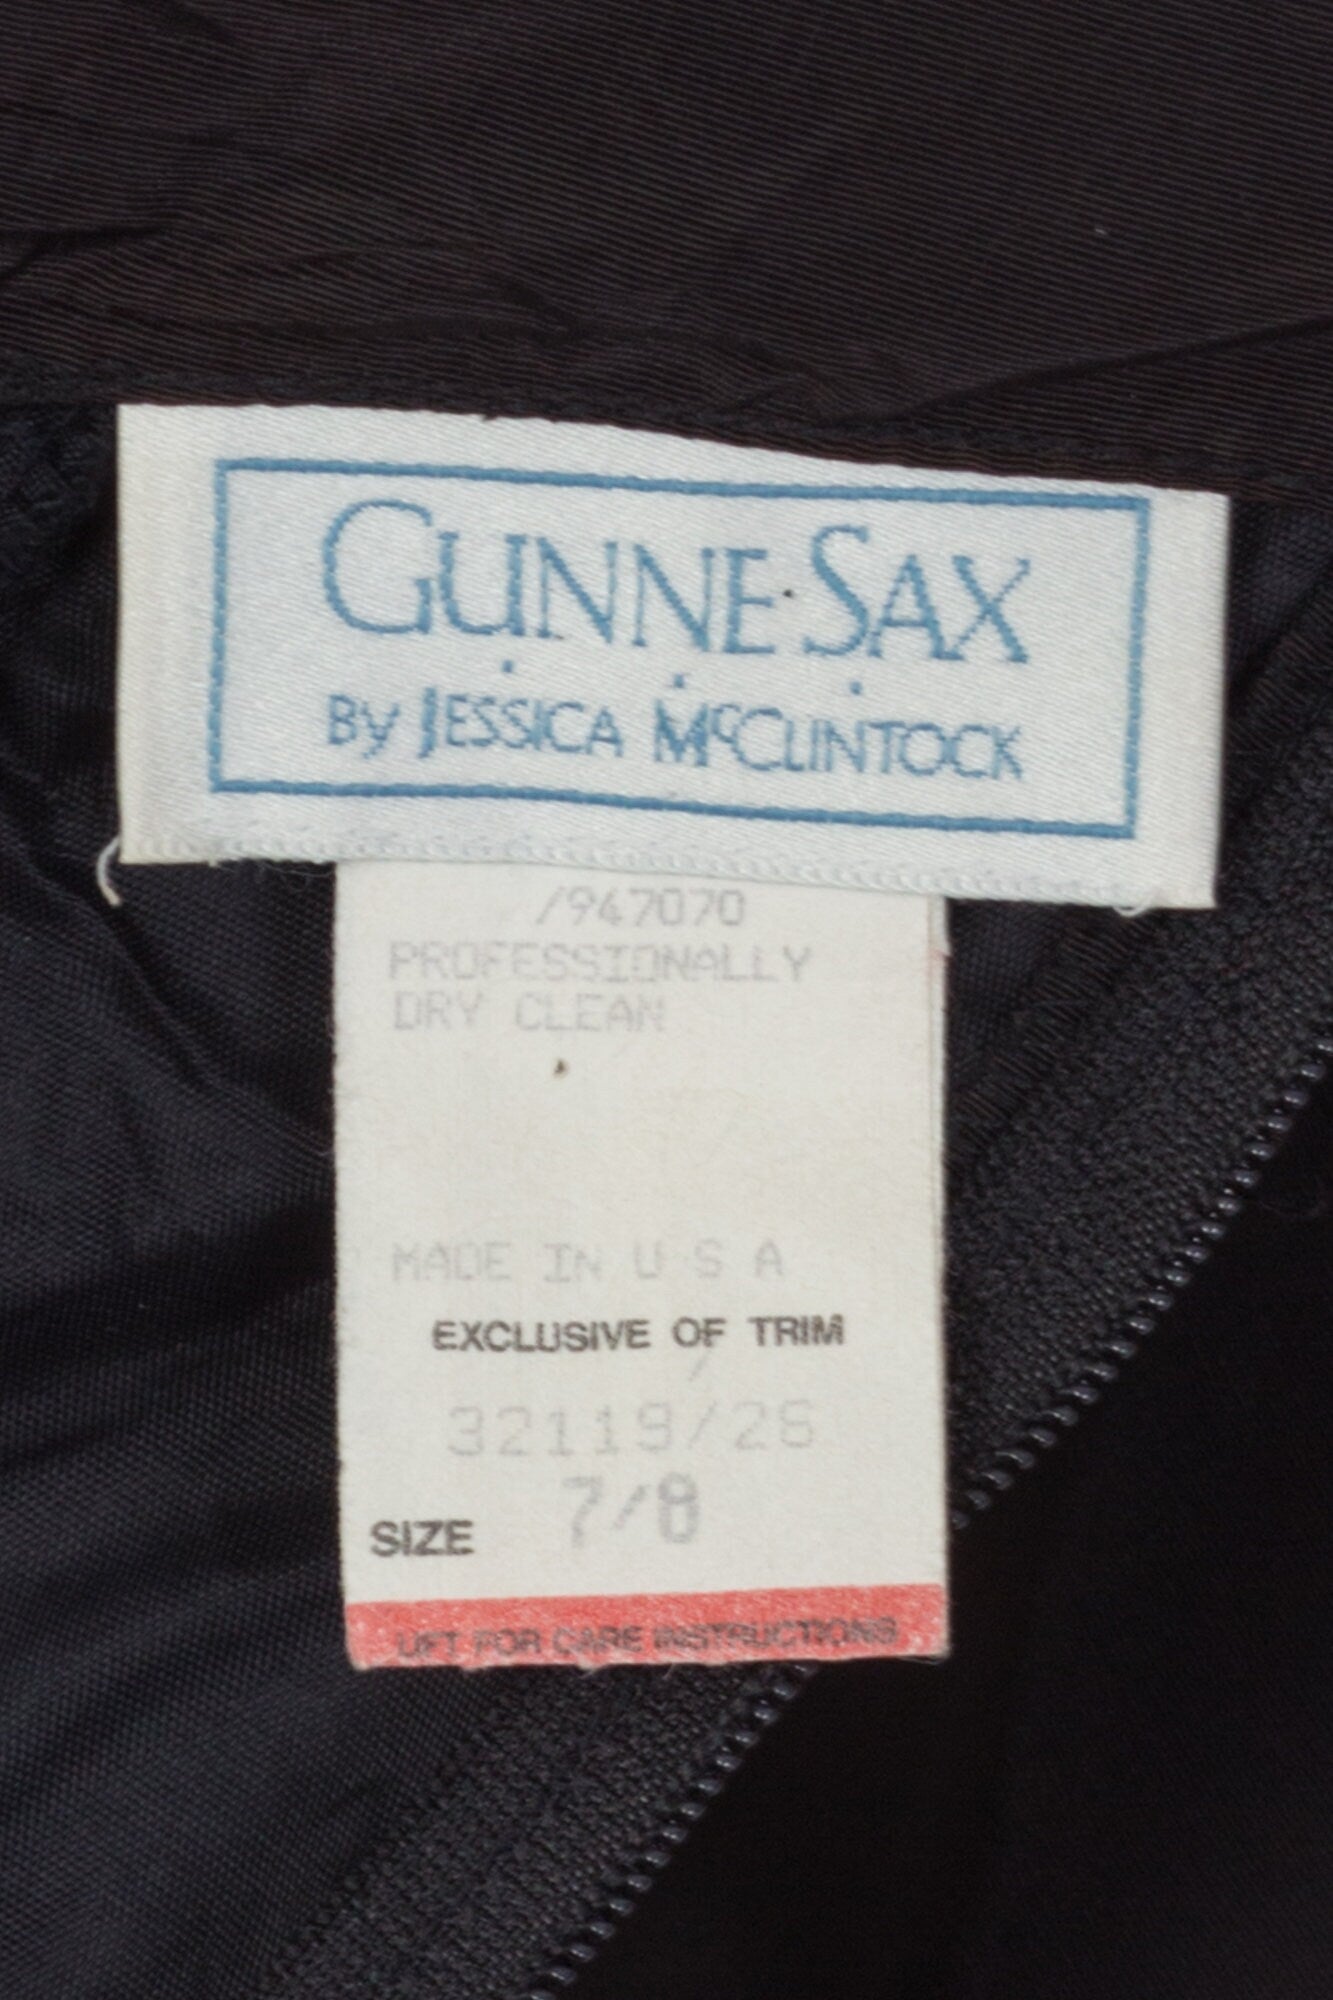 GUNNE SAX
BY JESSICA McCLINTOCK
/947070
PROFESSIONALLY
DRY CLEAN
MADE IN U S A
EXCLUSIVE OF TRIM
32119/26
7/8
SIZE
LIFT FOR CARE INSTRUCTIONS